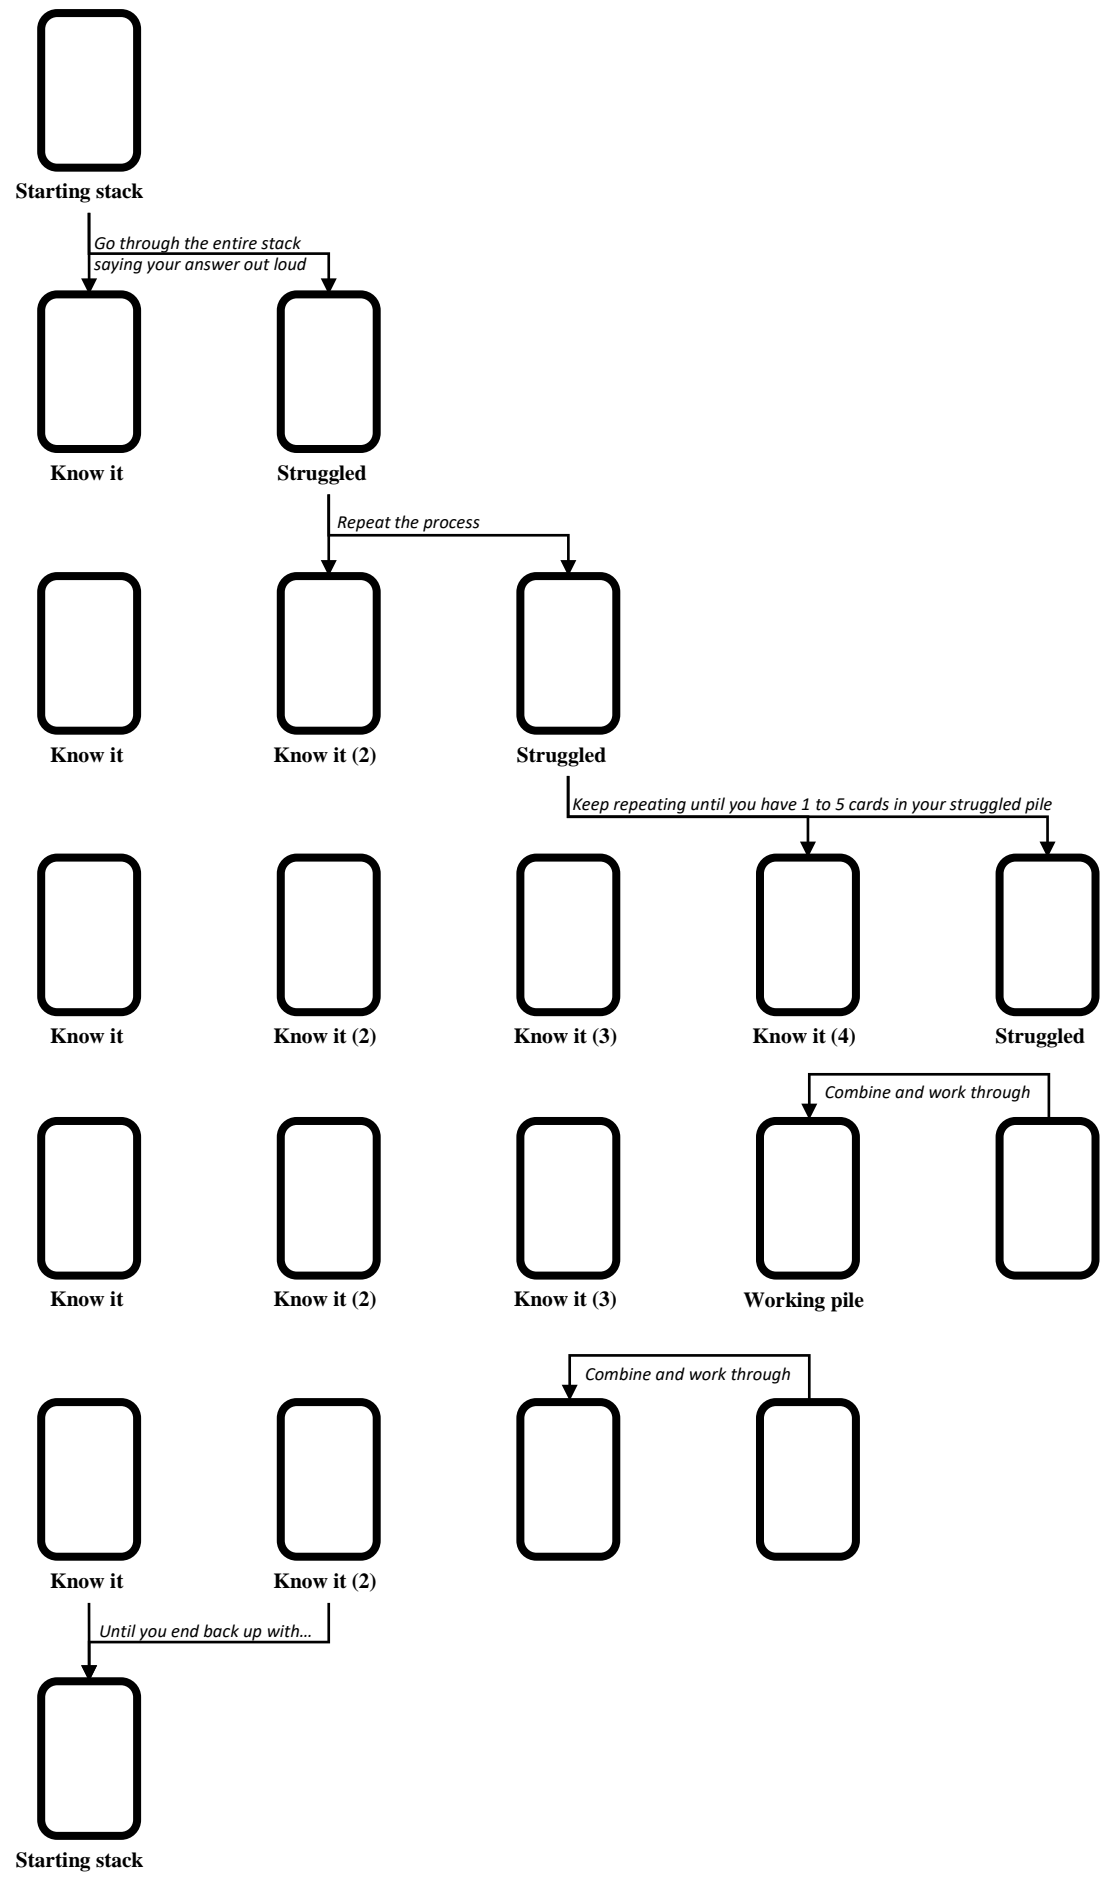 Starting stack
Go through the entire stack
saying your answer out loud
Know it
Struggled
Repeat the process
Know it
Know it (2)
Struggled
Keep repeating until you have 1 to 5 cards in your struggled pile
Know it
Know it (2)
Know it (3)
Know it (4)
Struggled
Combine and work through
Know it
Know it (2)
Know it (3)
Working pile
Combine and work through
Know it
Know it (2)
Until you end back up with…
Starting stack